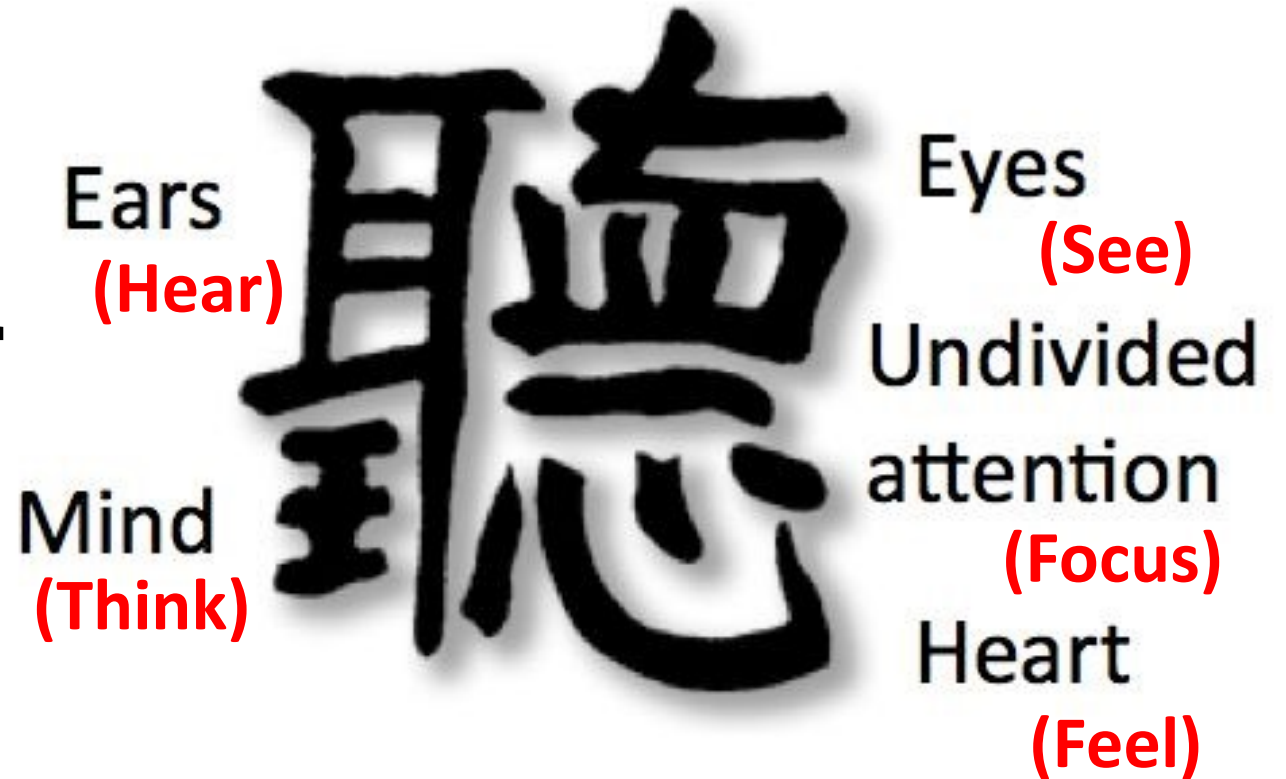 聽
Ears
(Hear)
Mind
(Think)
Eyes
(See)
Undivided
attention
(Focus)
Heart
(Feel)